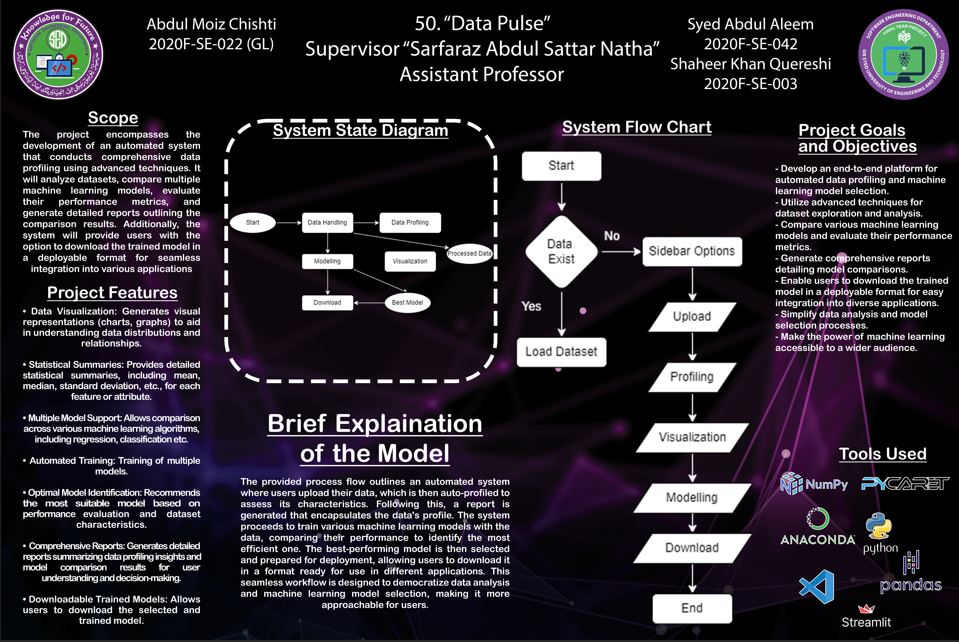 Knowledge for Future
SED
Abdul Moiz Chishti
2020F-SE-022 (GL)
50. “Data Pulse”
Supervisor “Sarfaraz Abdul Sattar Natha”
Assistant Professor
Syed Abdul Aleem
2020F-SE-042
Shaheer Khan Quereshi
2020F-SE-003
SOFTWARE ENGINEERING DEPARTMENT
FINAL YEAR PROJECT
SIR SYED UNIVERSITY OF ENGINEERING AND TECHNOLOGY
Scope
The project encompasses the
development of an automated system
that conducts comprehensive data
profiling using advanced techniques. It
will analyze datasets, compare multiple
machine learning models, evaluate
their performance metrics, and
generate detailed reports outlining the
comparison results. Additionally, the
system will provide users with the
option to download the trained model in
a deployable format for seamless
integration into various applications
Project Features
• Data Visualization: Generates visual
representations (charts, graphs) to aid
in understanding data distributions and
relationships.
• Statistical Summaries: Provides detailed
statistical summaries, including mean,
median, standard deviation, etc., for each
feature or attribute.
• Multiple Model Support: Allows comparison
across various machine learning algorithms,
including regression, classification etc.
• Automated Training: Training of multiple
models.
• Optimal Model Identification: Recommends
the most suitable model based on
performance evaluation and dataset
characteristics.
• Comprehensive Reports: Generates detailed
reports summarizing data profiling insights and
model comparison results for user
understanding and decision-making.
• Downloadable Trained Models: Allows
users to download the selected and
trained model.
System State Diagram
Start
Data Handling
Data Profiling
Processed Data
Modelling
Visualization
Download
Best Model
Brief Explaination
of the Model
The provided process flow outlines an automated system
where users upload their data, which is then auto-profiled to
assess its characteristics. Following this, a report is
generated that encapsulates the data's profile. The system
proceeds to train various machine learning models with the
data, comparing their performance to identify the most
efficient one. The best-performing model is then selected
and prepared for deployment, allowing users to download it
in a format ready for use in different applications. This
seamless workflow is designed to democratize data analysis
and machine learning model selection, making it more
approachable for users.
System Flow Chart
Start
Data
Exist
No
Yes
Sidebar Options
Load Dataset
Upload
Profiling
Visualization
Modelling
Download
End
Project Goals
and Objectives
- Develop an end-to-end platform for
automated data profiling and machine
learning model selection.
- Utilize advanced techniques for
dataset exploration and analysis.
- Compare various machine learning
models and evaluate their performance
metrics.
- Generate comprehensive reports
detailing model comparisons.
- Enable users to download the trained
model in a deployable format for easy
integration into diverse applications.
- Simplify data analysis and model
selection processes.
- Make the power of machine learning
accessible to a wider audience.
Tools Used
NumPy
PYCARET
ANACONDA
python
pandas
Streamlit